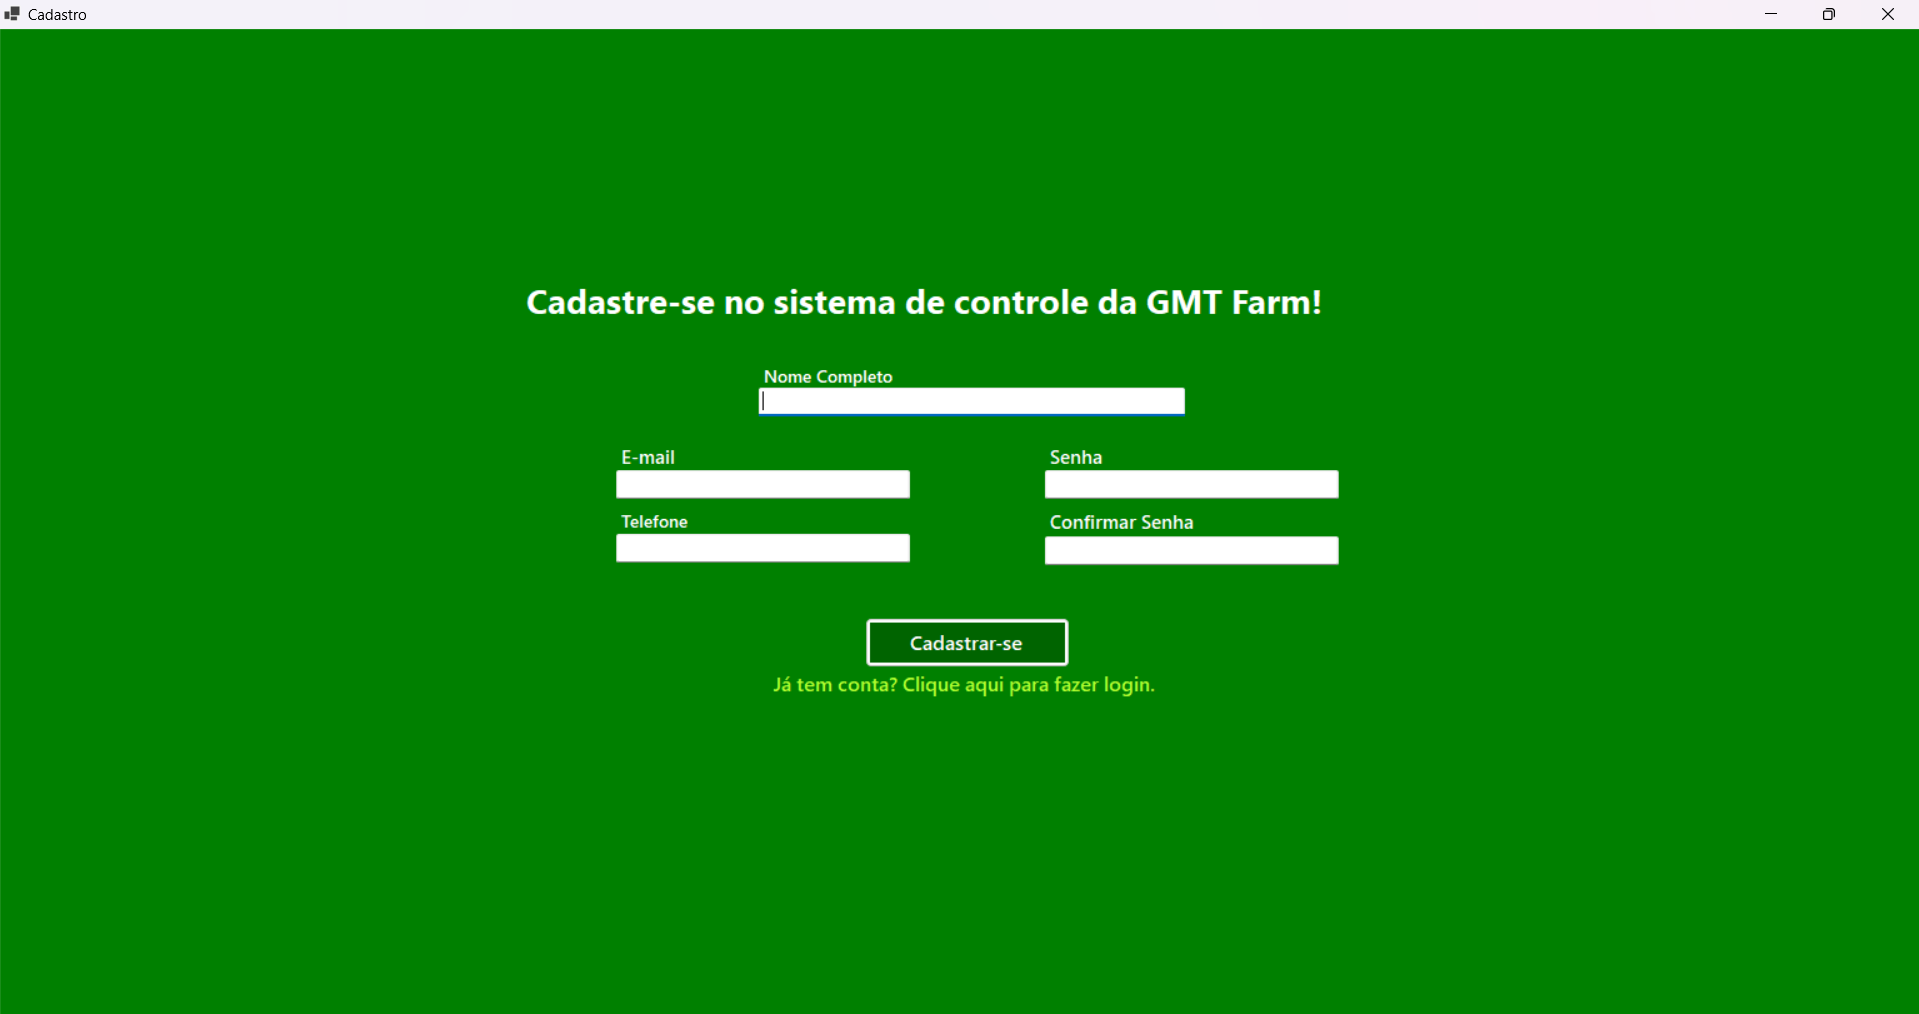 Cadastro
Cadastre-se no sistema de controle da GMT Farm!
Nome Completo
E-mail
Senha
Telefone
Confirmar Senha
Cadastrar-se
Já tem conta? Clique aqui para fazer login.